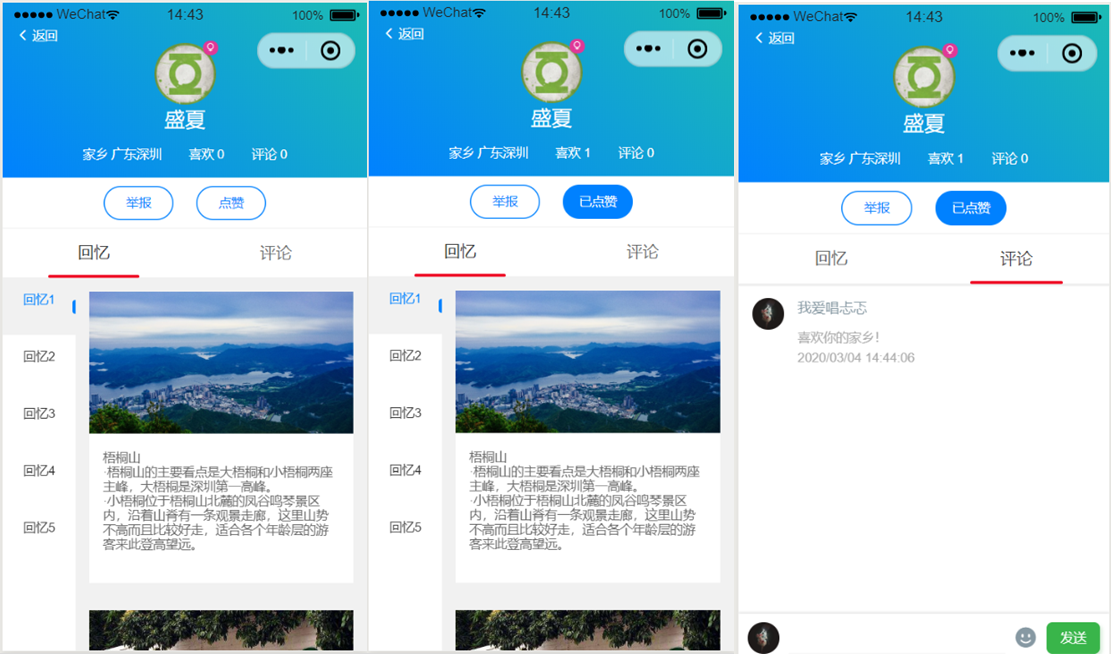 WeChat 14:43 100%
返回
盛夏
家乡 广东深圳 喜欢 0 评论 0
举报 点赞
回忆 评论
回忆1
回忆2
回忆3
回忆4
回忆5
梧桐山
·梧桐山的主要看点是大梧桐和小梧桐两座
主峰，大梧桐是深圳第一高峰。
·小梧桐位于梧桐山北麓的凤谷鸣琴景区
内，沿着山脊有一条观景走廊，这里山势
不高而且比较好走，适合各个年龄层的游
客来此登高望远。
WeChat 14:43 100%
返回
盛夏
家乡 广东深圳 喜欢 1 评论 0
举报 已点赞
回忆 评论
回忆1
回忆2
回忆3
回忆4
回忆5
梧桐山
·梧桐山的主要看点是大梧桐和小梧桐两座
主峰，大梧桐是深圳第一高峰。
·小梧桐位于梧桐山北麓的凤谷鸣琴景区
内，沿着山脊有一条观景走廊，这里山势
不高而且比较好走，适合各个年龄层的游
客来此登高望远。
WeChat 14:43 100%
返回
盛夏
家乡 广东深圳 喜欢 1 评论 0
举报 已点赞
回忆 评论
我爱唱忐忑
喜欢你的家乡！
2020/03/04 14:44:06
发送